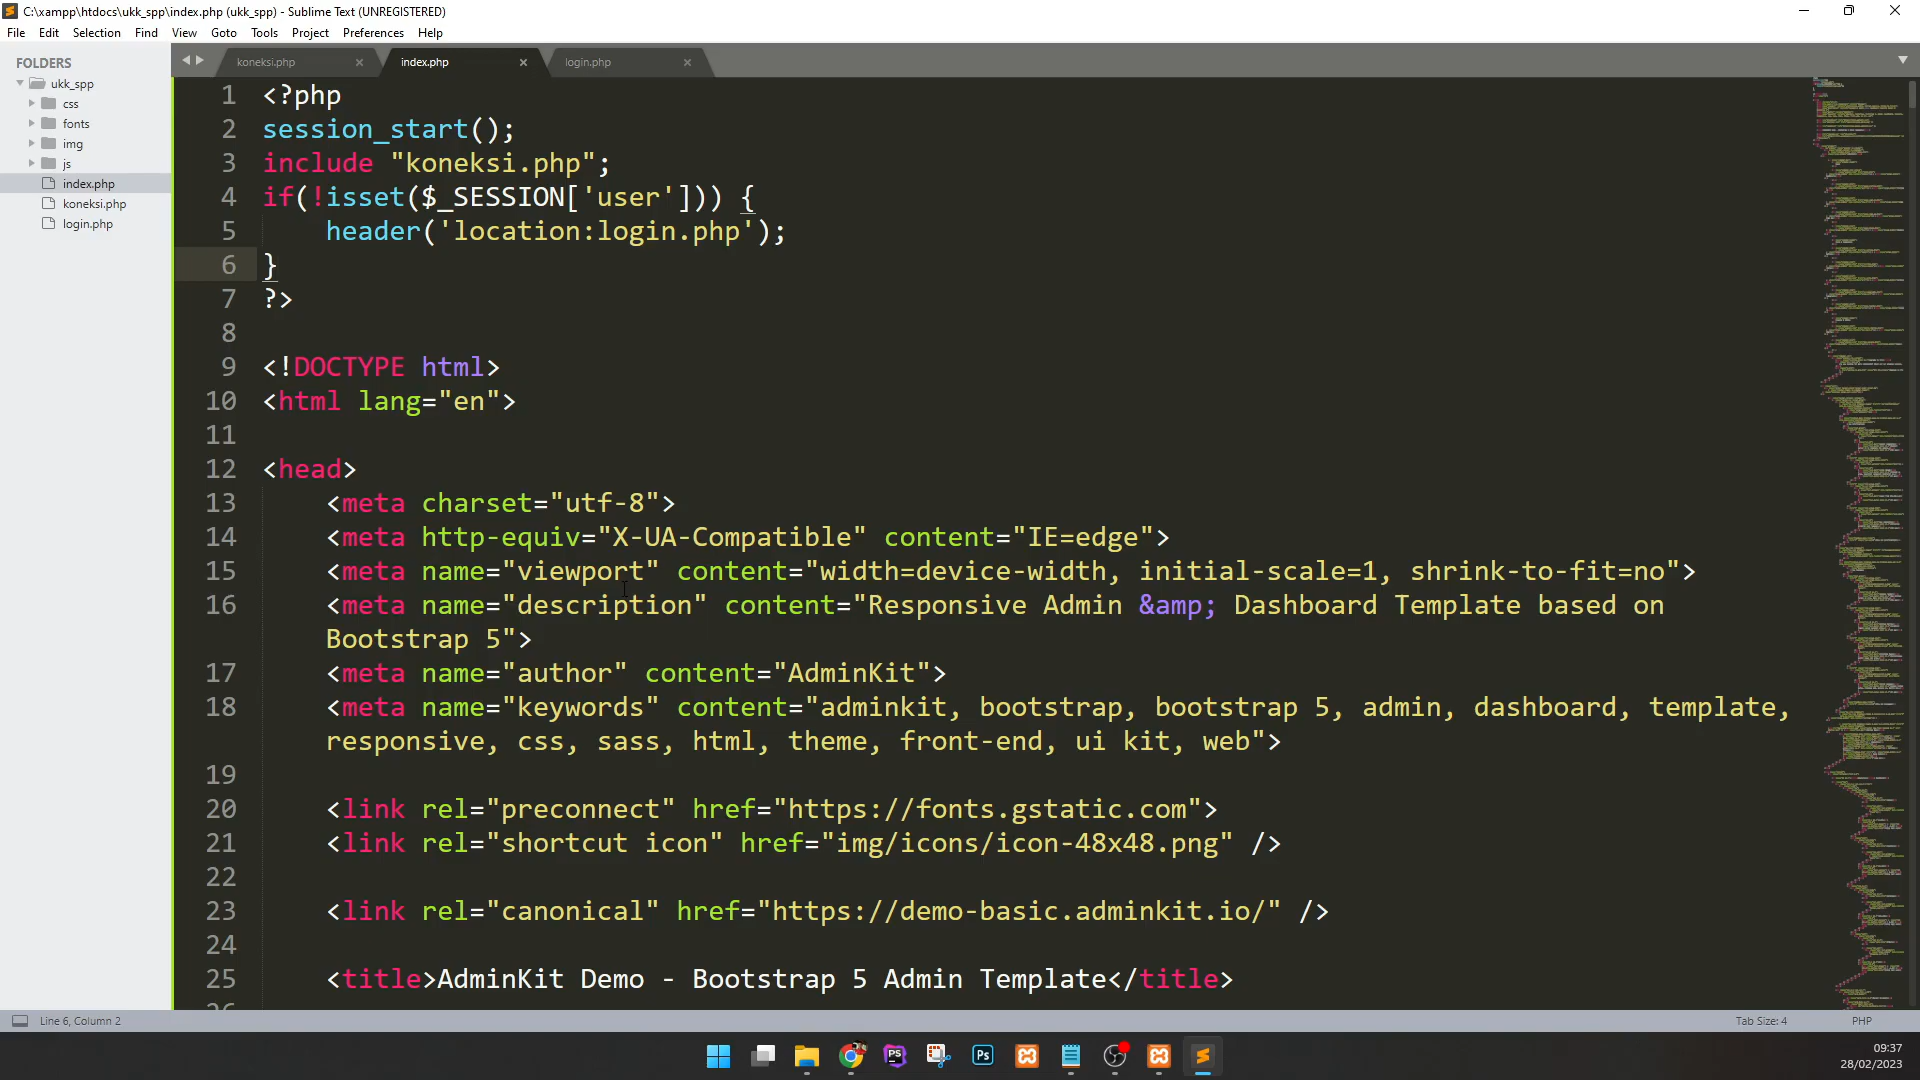 C:\xampp\htdocs\ukk_spp\index.php (ukk_spp) - Sublime Text (UNREGISTERED)
File Edit Selection Find View Goto Tools Project Preferences Help
FOLDERS
ukk_spp
css
fonts
img
js
index.php
koneksi.php
login.php
koneksi.php
index.php
login.php
1 <?php
2 session_start();
3 include "koneksi.php";
4 if(!isset($_SESSION['user'])) {
5 header('location:login.php');
6 }
7 ?>
8
9 <!DOCTYPE html>
10 <html lang="en">
11
12 <head>
13 <meta charset="utf-8">
14 <meta http-equiv="X-UA-Compatible" content="IE=edge">
15 <meta name="viewport" content="width=device-width, initial-scale=1, shrink-to-fit=no">
16 <meta name="description" content="Responsive Admin &amp; Dashboard Template based on
Bootstrap 5">
17 <meta name="author" content="AdminKit">
18 <meta name="keywords" content="adminkit, bootstrap, bootstrap 5, admin, dashboard, template,
responsive, css, sass, html, theme, front-end, ui kit, web">
19
20 <link rel="preconnect" href="https://fonts.gstatic.com">
21 <link rel="shortcut icon" href="img/icons/icon-48x48.png" />
22
23 <link rel="canonical" href="https://demo-basic.adminkit.io/" />
24
25 <title>AdminKit Demo - Bootstrap 5 Admin Template</title>
Line 6, Column 2
Tab Size: 4
PHP
PS
Ps
09:37
28/02/2023